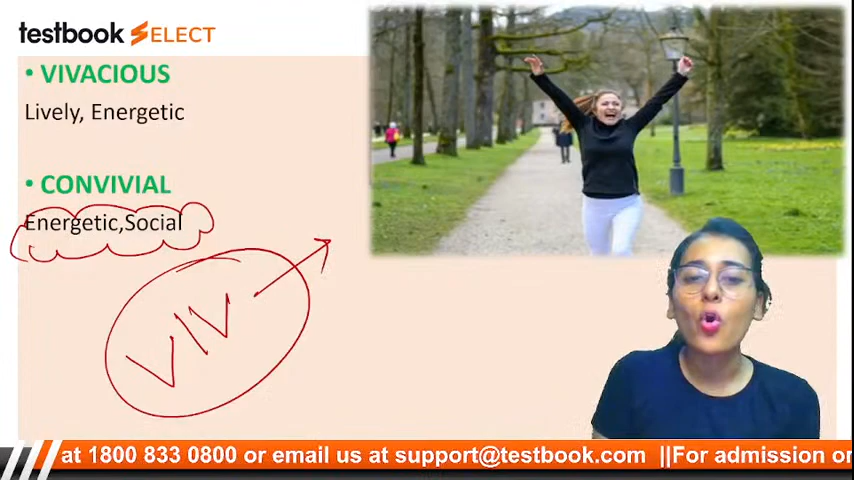 testbook SELECT
• VIVACIOUS
Lively, Energetic
• CONVIVIAL
Energetic,Social
VIV
at 1800 833 0800 or email us at support@testbook.com ||For admission or